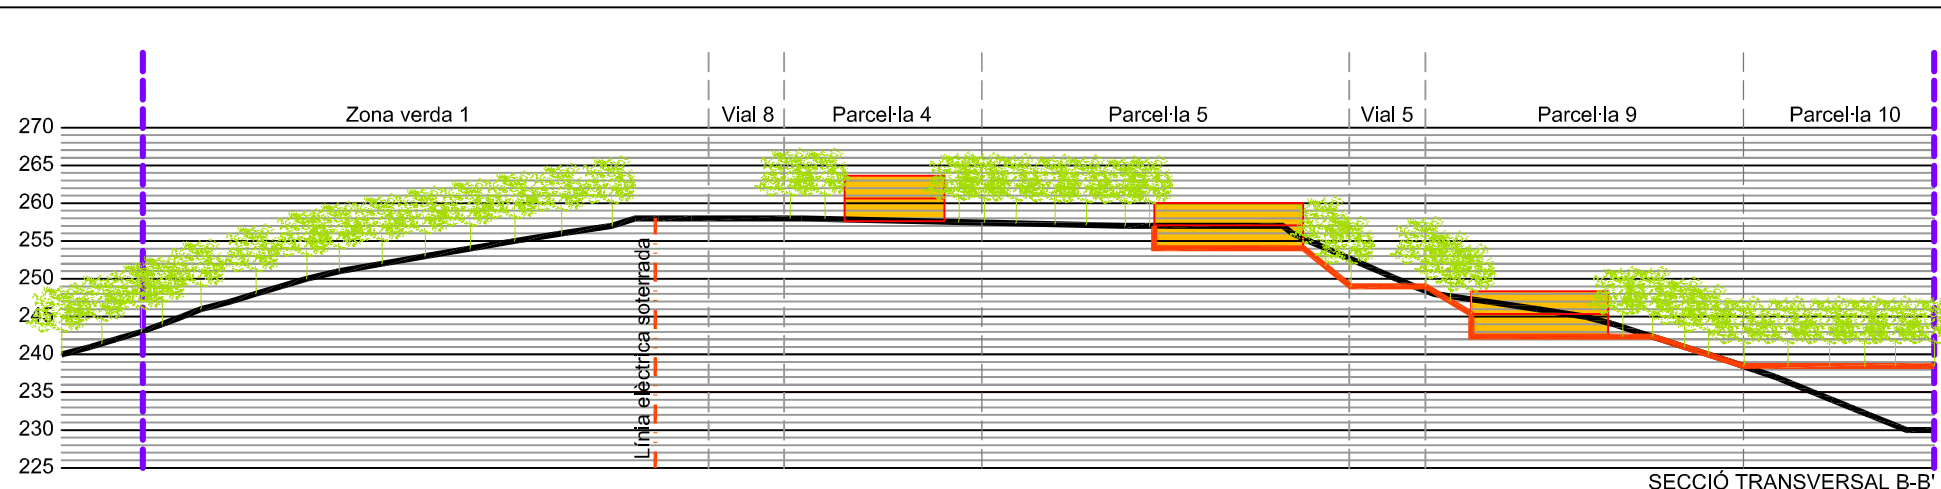 Zona verda 1
Vial 8
Parcel·la 4
Parcel·la 5
Vial 5
Parcel·la 9
Parcel·la 10
270
265
260
255
250
245
240
235
230
225
Línia elèctrica soterrada
SECCIÓ TRANSVERSAL B-B'